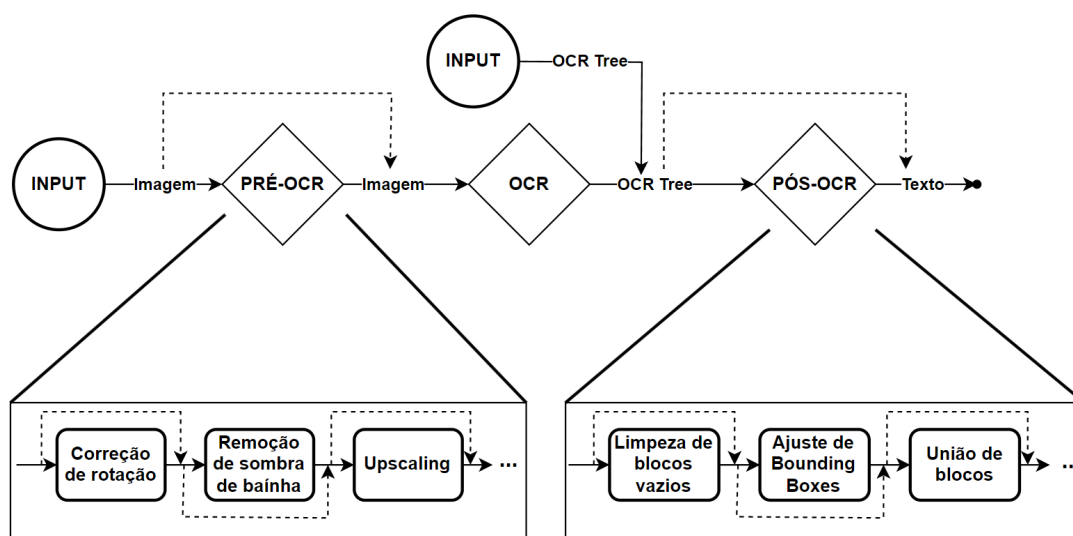 INPUT
OCR Tree
INPUT
Imagem
PRÉ-OCR
Imagem
OCR
OCR Tree
PÓS-OCR
Texto
Correção
de rotação
Remoção
de sombra
de baínha
Upscaling
...
Limpeza de
blocos
vazios
Ajuste de
Bounding
Boxes
União de
blocos
...